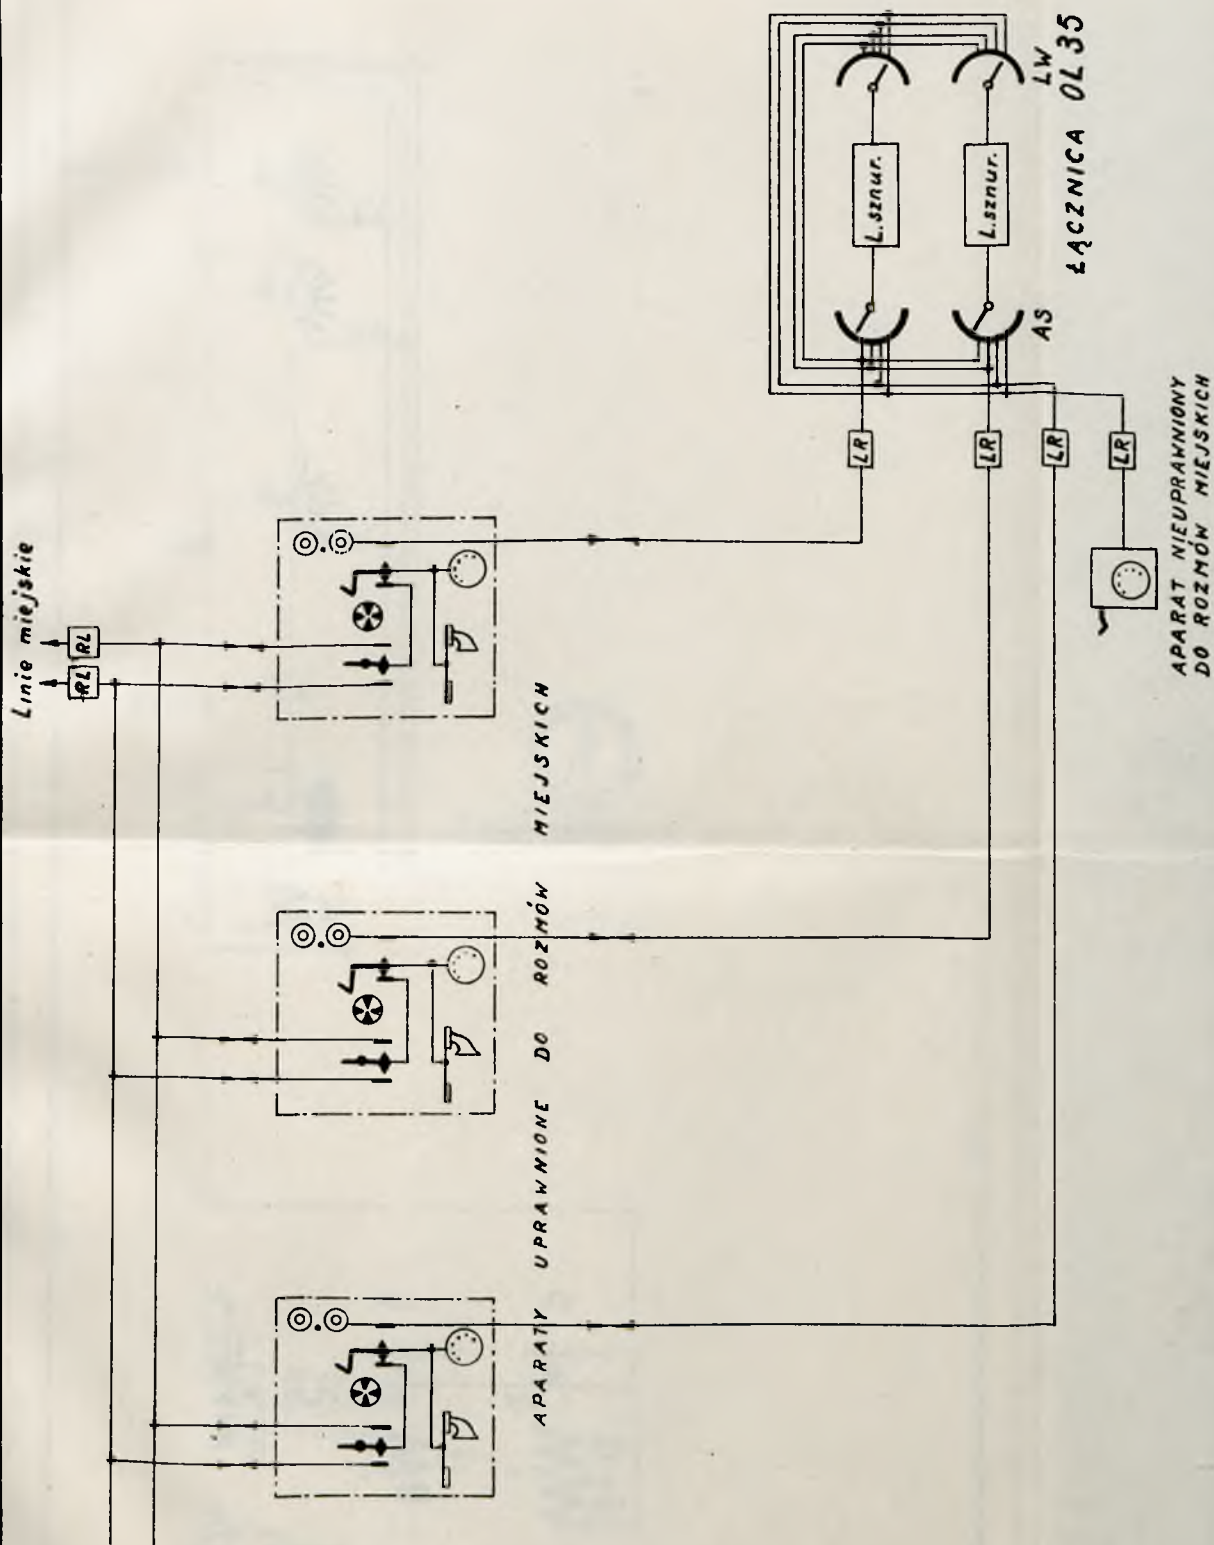 Linie miejskie
RL
RL
APARATY UPRAWNIONE DO ROZMÓW MIEJSKICH
LR
LR
LR
LR
AS
L.sznur.
L.sznur.
LW
ŁĄCZNICA OL 35
APARAT NIEUPRAWNIONY
DO ROZMÓW MIEJSKICH